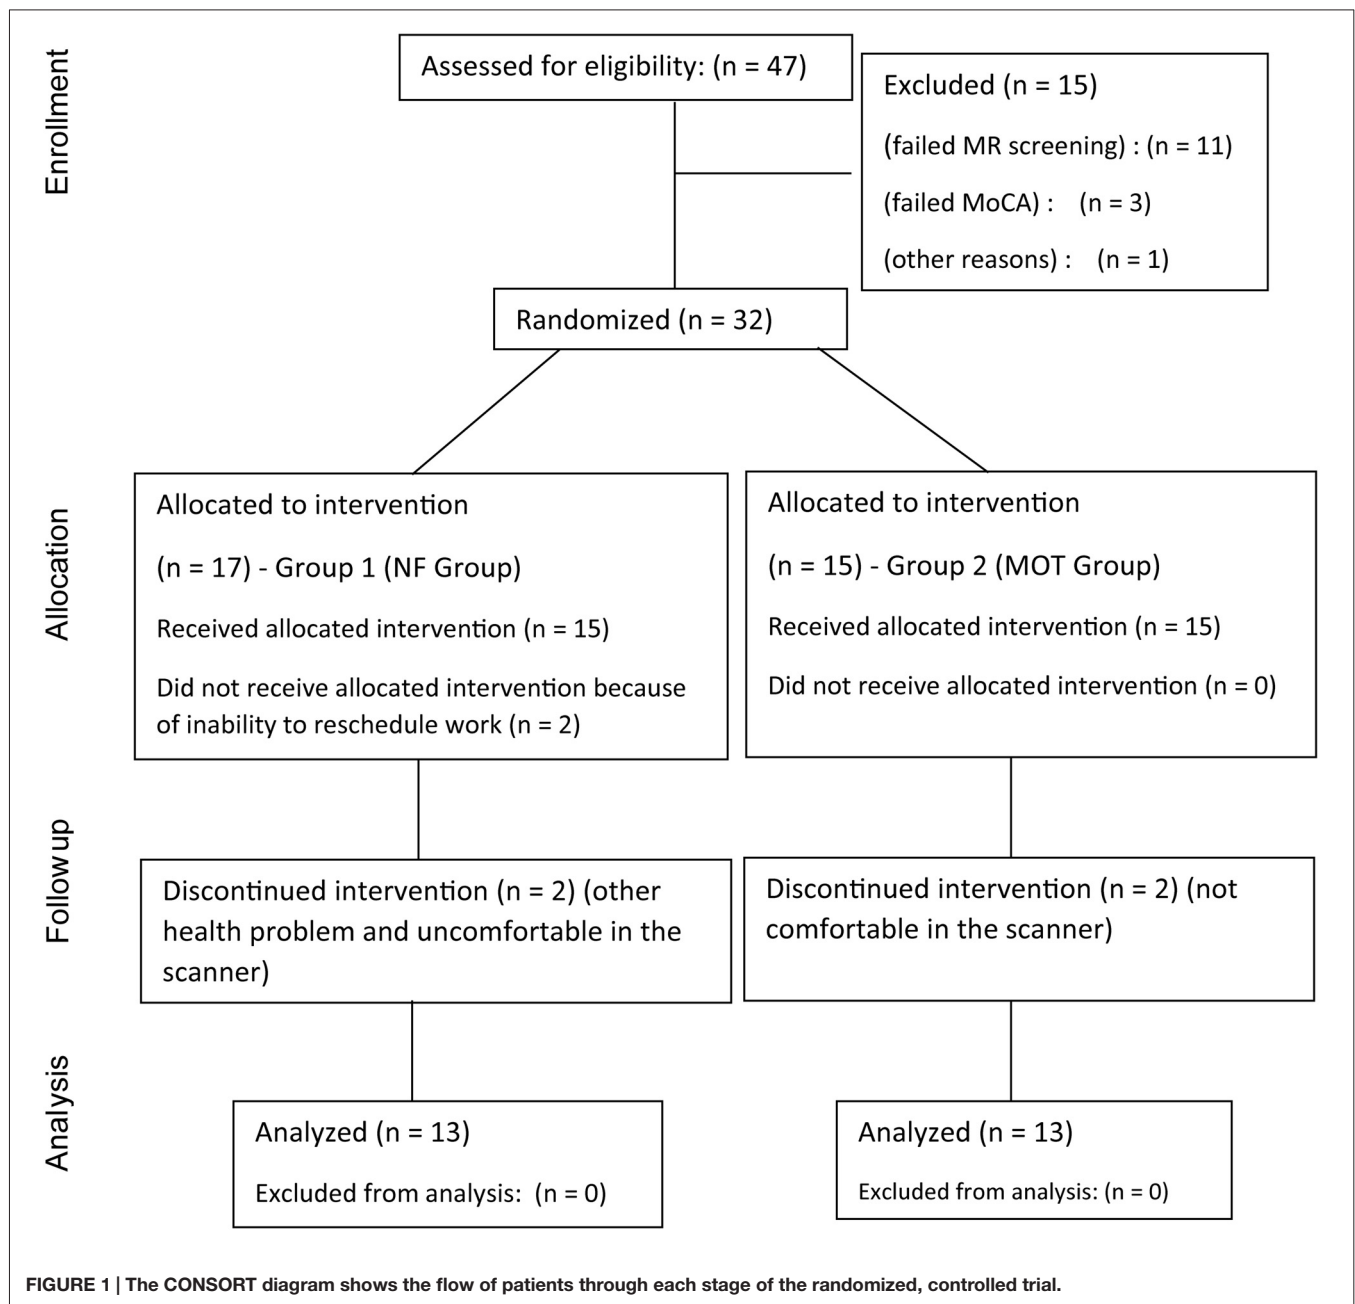 Enrollment
Assessed for eligibility: (n = 47)
Excluded (n = 15)
(failed MR screening) : (n = 11)
(failed MoCA) : (n = 3)
(other reasons) : (n = 1)
Randomized (n = 32)
Allocation
Allocated to intervention
(n = 17) - Group 1 (NF Group)
Received allocated intervention (n = 15)
Did not receive allocated intervention because
of inability to reschedule work (n = 2)
Allocated to intervention
(n = 15) - Group 2 (MOT Group)
Received allocated intervention (n = 15)
Did not receive allocated intervention (n = 0)
Follow up
Discontinued intervention (n = 2) (other
health problem and uncomfortable in the
scanner)
Discontinued intervention (n = 2) (not
comfortable in the scanner)
Analysis
Analyzed (n = 13)
Excluded from analysis: (n = 0)
Analyzed (n = 13)
Excluded from analysis: (n = 0)
FIGURE 1 | The CONSORT diagram shows the flow of patients through each stage of the randomized, controlled trial.